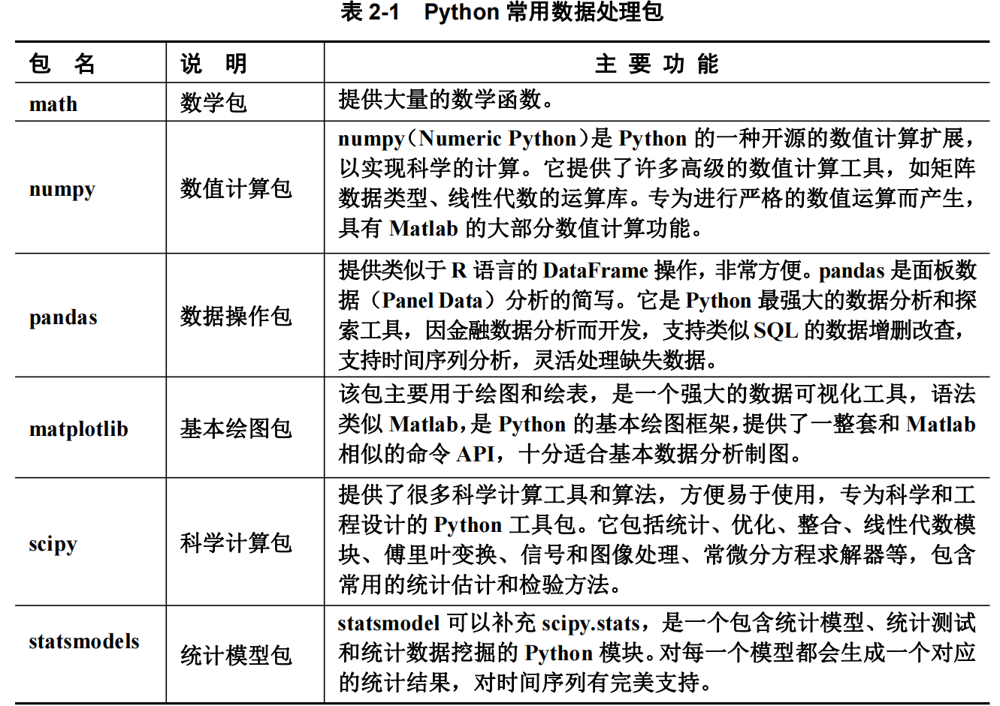 表 2-1 Python 常用数据处理包
包 名 说 明 主 要 功 能
math 数学包 提供大量的数学函数。
numpy 数值计算包
numpy（Numeric Python）是 Python 的一种开源的数值计算扩展，
以实现科学的计算。它提供了许多高级的数值计算工具，如矩阵
数据类型、线性代数的运算库。专为进行严格的数值运算而产生，
具有 Matlab 的大部分数值计算功能。
pandas 数据操作包
提供类似于 R 语言的 DataFrame 操作，非常方便。pandas 是面板数
据（Panel Data）分析的简写。它是 Python 最强大的数据分析和探
索工具，因金融数据分析而开发，支持类似 SQL 的数据增删改查，
支持时间序列分析，灵活处理缺失数据。
matplotlib 基本绘图包
该包主要用于绘图和绘表，是一个强大的数据可视化工具，语法
类似 Matlab，是 Python 的基本绘图框架，提供了一整套和 Matlab
相似的命令 API，十分适合基本数据分析制图。
scipy 科学计算包
提供了很多科学计算工具和算法，方便易于使用，专为科学和工
程设计的 Python 工具包。它包括统计、优化、整合、线性代数模
块、傅里叶变换、信号和图像处理、常微分方程求解器等，包含
常用的统计估计和检验方法。
statsmodels 统计模型包
statsmodel 可以补充 scipy.stats，是一个包含统计模型、统计测试
和统计数据挖掘的 Python 模块。对每一个模型都会生成一个对应
的统计结果，对时间序列有完美支持。